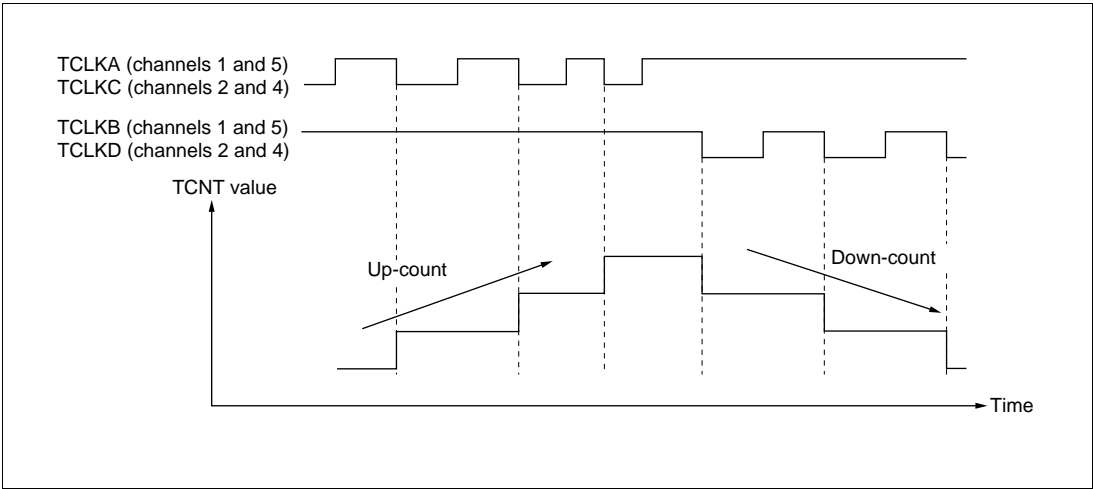 TCLKA (channels 1 and 5)
TCLKC (channels 2 and 4)
TCLKB (channels 1 and 5)
TCLKD (channels 2 and 4)
TCNT value
Up-count
Down-count
Time